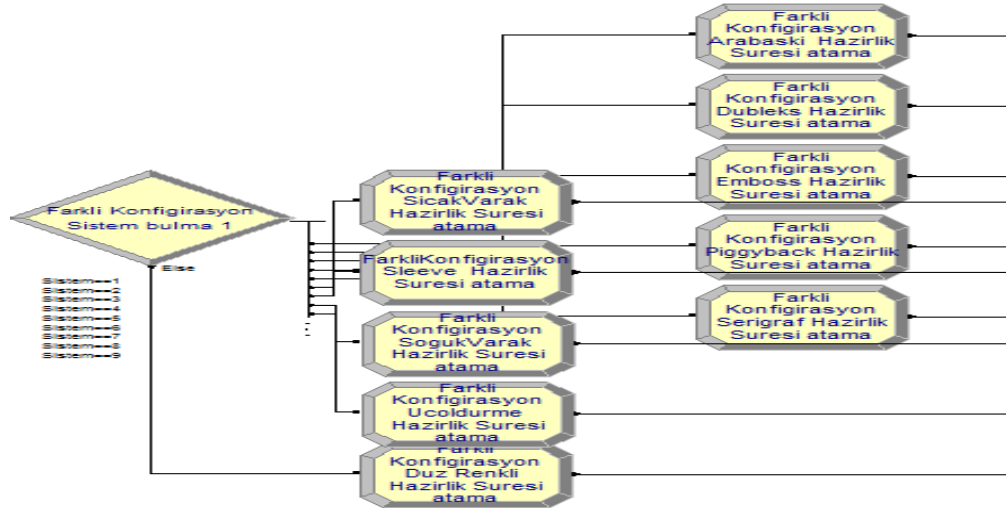 Farkli Konfigirasyon
Sistem bulma 1
Else
Sistem==1
Sistem==2
Sistem==3
Sistem==4
Sistem==5
Sistem==6
Sistem==7
Sistem==8
Sistem==9
Farkli
Konfigirasyon
SicakVarak
Hazirlik Suresi
atama
FarkliKonfigirasyon
Sleeve Hazirlik
Suresi atama
Farkli
Konfigirasyon
SogukVarak
Hazirlik Suresi
atama
Farkli
Konfigirasyon
Ucoldurme
Hazirlik Suresi
atama
Farkli
Konfigirasyon
Duz Renkli
Hazirlik Suresi
atama
Farkli
Konfigirasyon
Arabaski Hazirlik
Suresi atama
Farkli
Konfigirasyon
Dubleks Hazirlik
Suresi atama
Farkli
Konfigirasyon
Emboss Hazirlik
Suresi atama
Farkli
Konfigirasyon
Piggyback Hazirlik
Suresi atama
Farkli
Konfigirasyon
Serigraf Hazirlik
Suresi atama